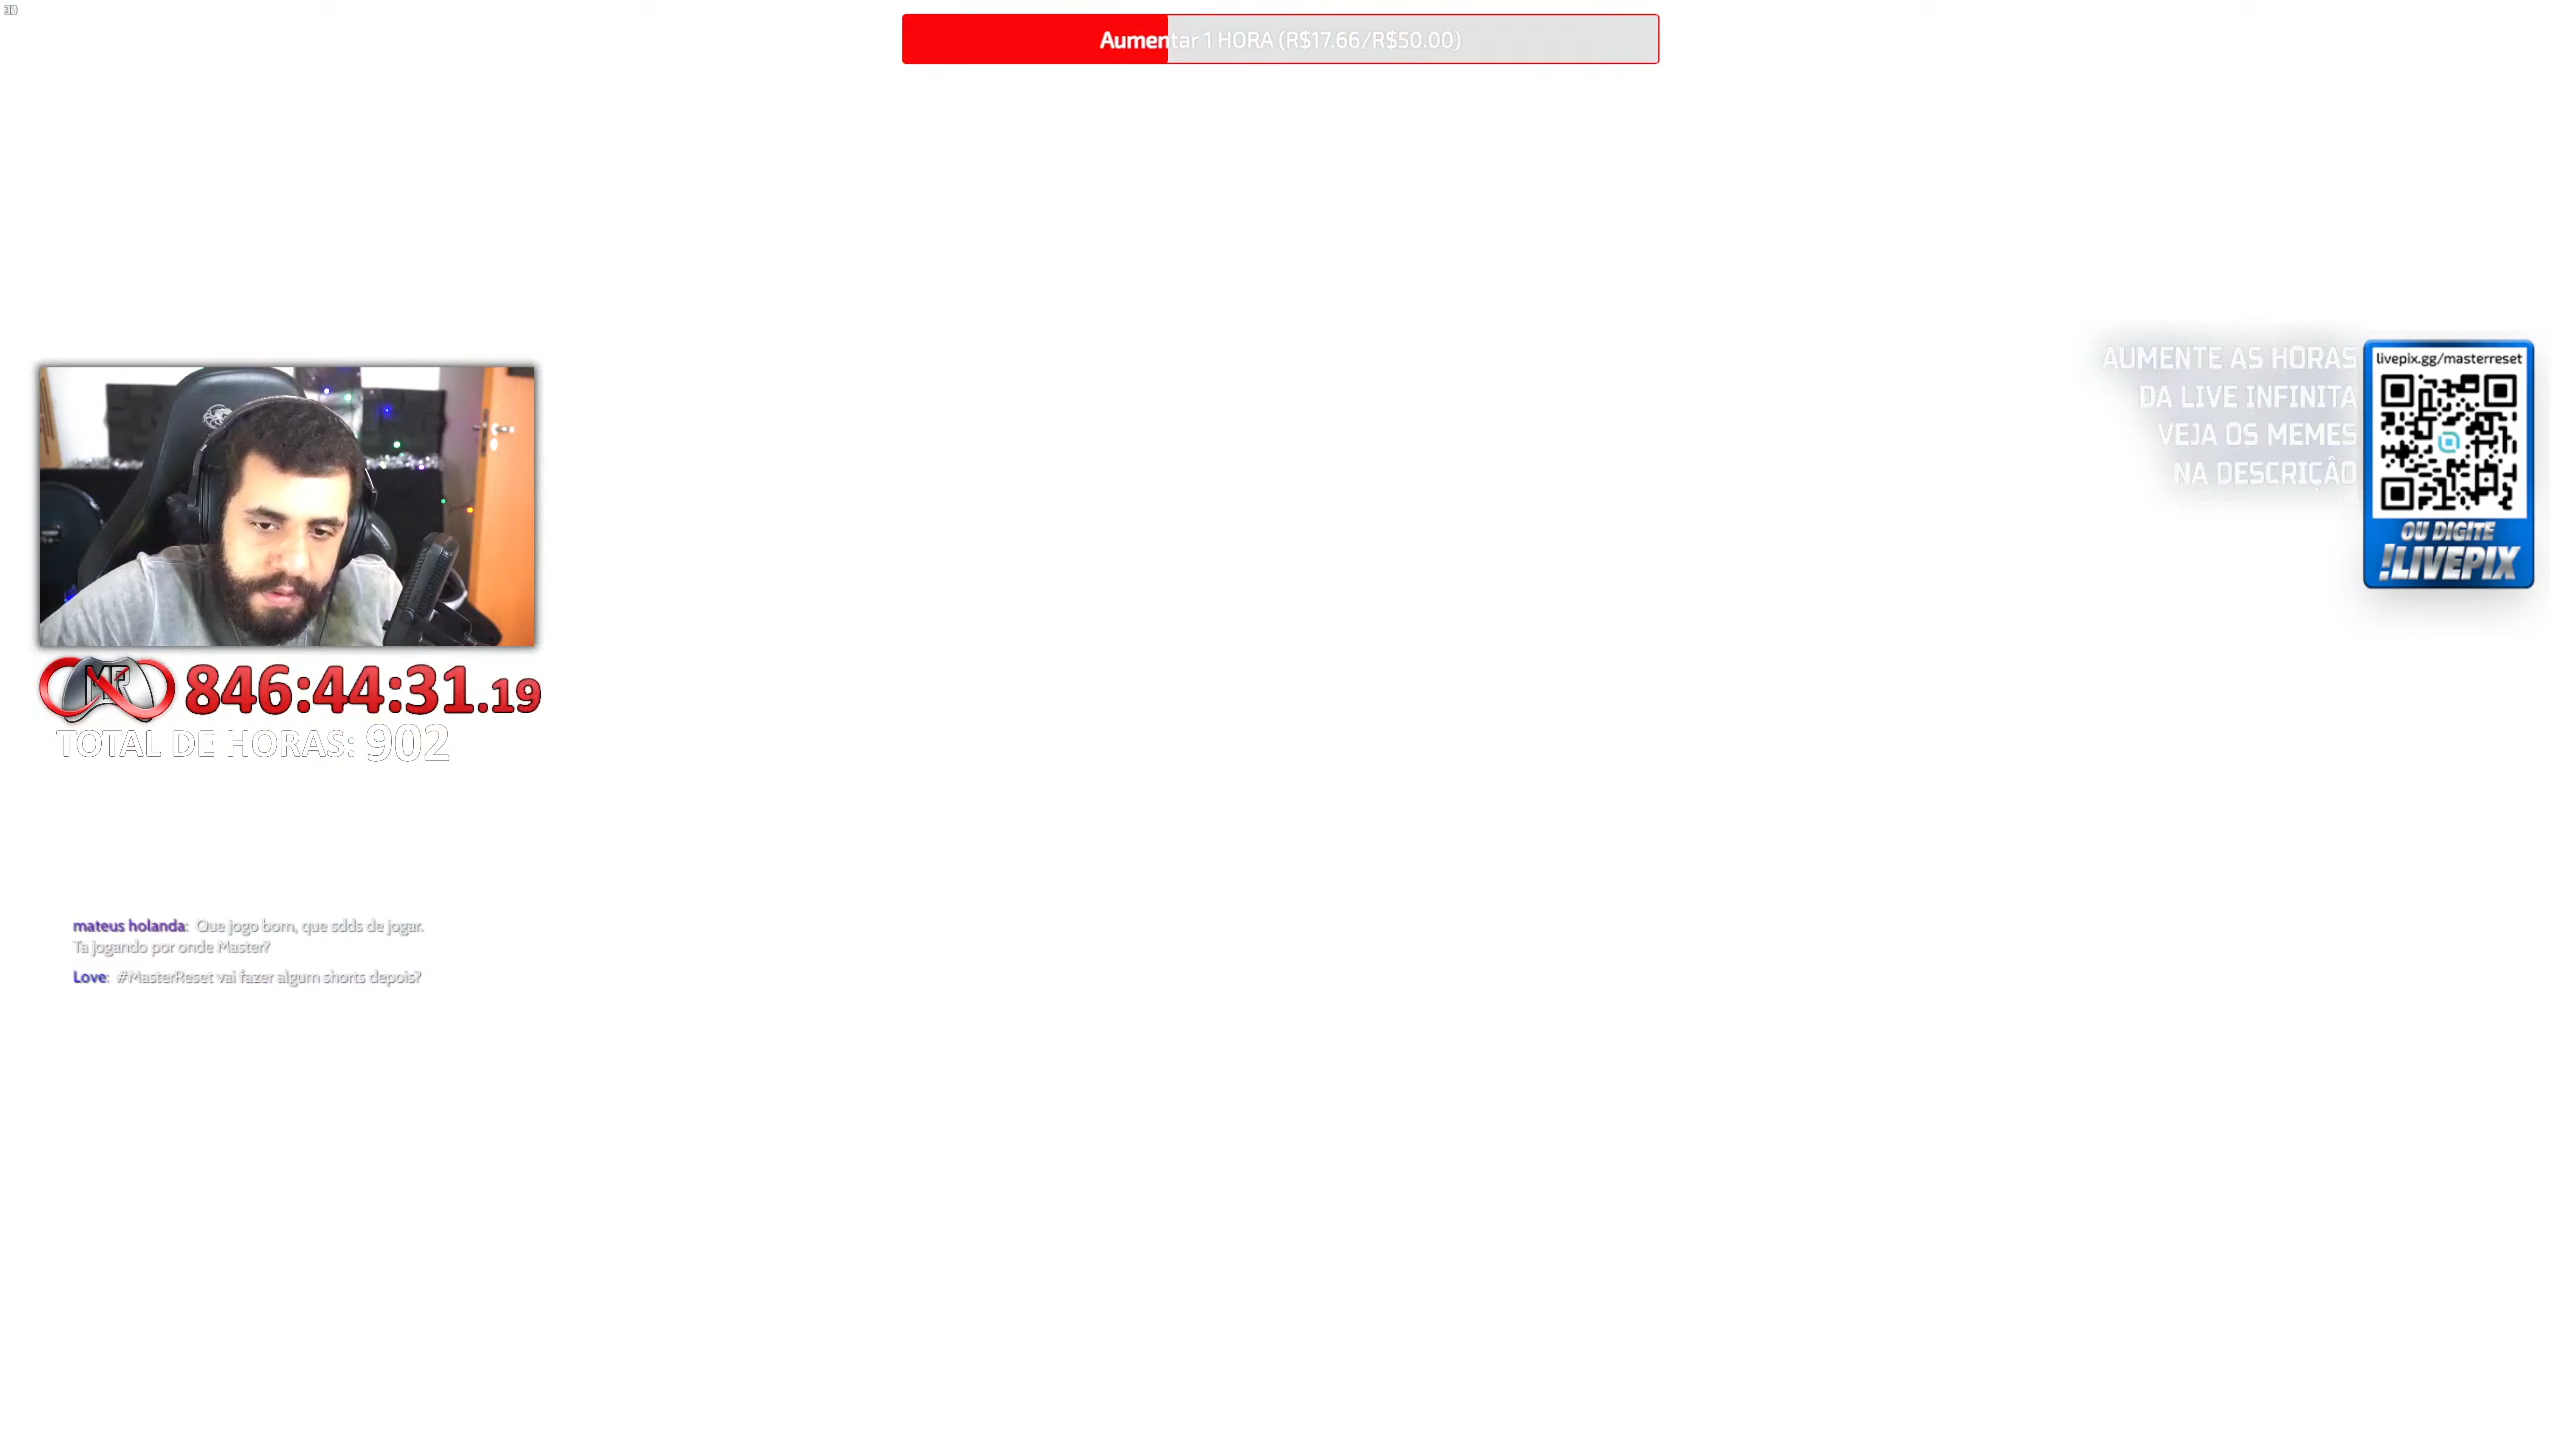 Aumentar 1 HORA (R$17.66/R$50.00)
AUMENTE AS HORAS
DA LIVE INFINITA
VEJA OS MEMES
NA DESCRIÇÃO
livepix.gg/masterreset
OU DIGITE
!LIVEPIX
MR
846:44:31.19
TOTAL DE HORAS: 902
mateus holanda: Que jogo bom, que sdds de jogar.
Ta jogando por onde Master?
Love: #MasterReset vai fazer algum shorts depois?